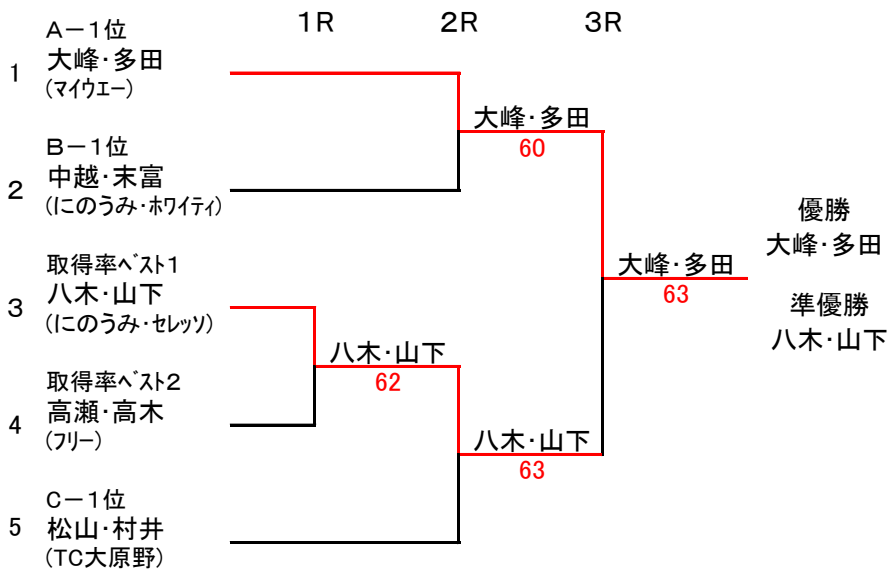 1R 2R 3R
A－1位
1 大峰・多田
(マイウエー)
大峰・多田
60
B－1位
2 中越・末富
(にのうみ・ホワイティ)
優勝
大峰・多田
大峰・多田
63
取得率ベスト1
3 八木・山下
(にのうみ・セレッソ)
準優勝
八木・山下
八木・山下
62
取得率ベスト2
4 高瀬・高木
(フリー)
八木・山下
63
C－1位
5 松山・村井
(TC大原野)